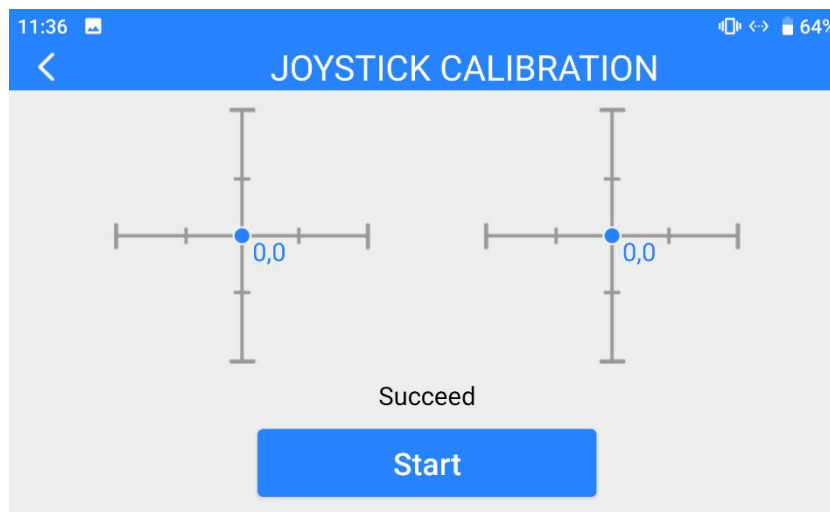 11:36 64%
JOYSTICK CALIBRATION
0,0 0,0
Succeed
Start